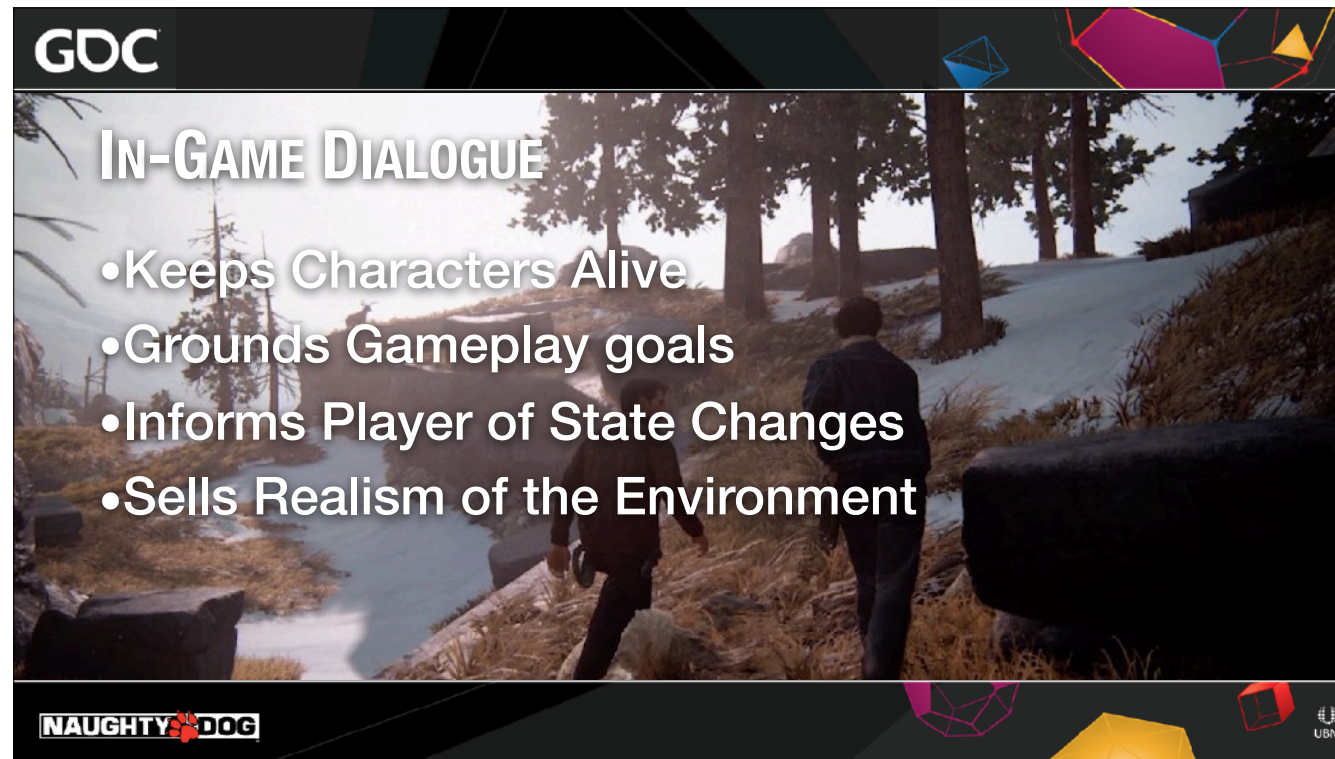 GDC
IN-GAME DIALOGUE
•Keeps Characters Alive
•Grounds Gameplay goals
•Informs Player of State Changes
•Sells Realism of the Environment
NAUGHTY DOG